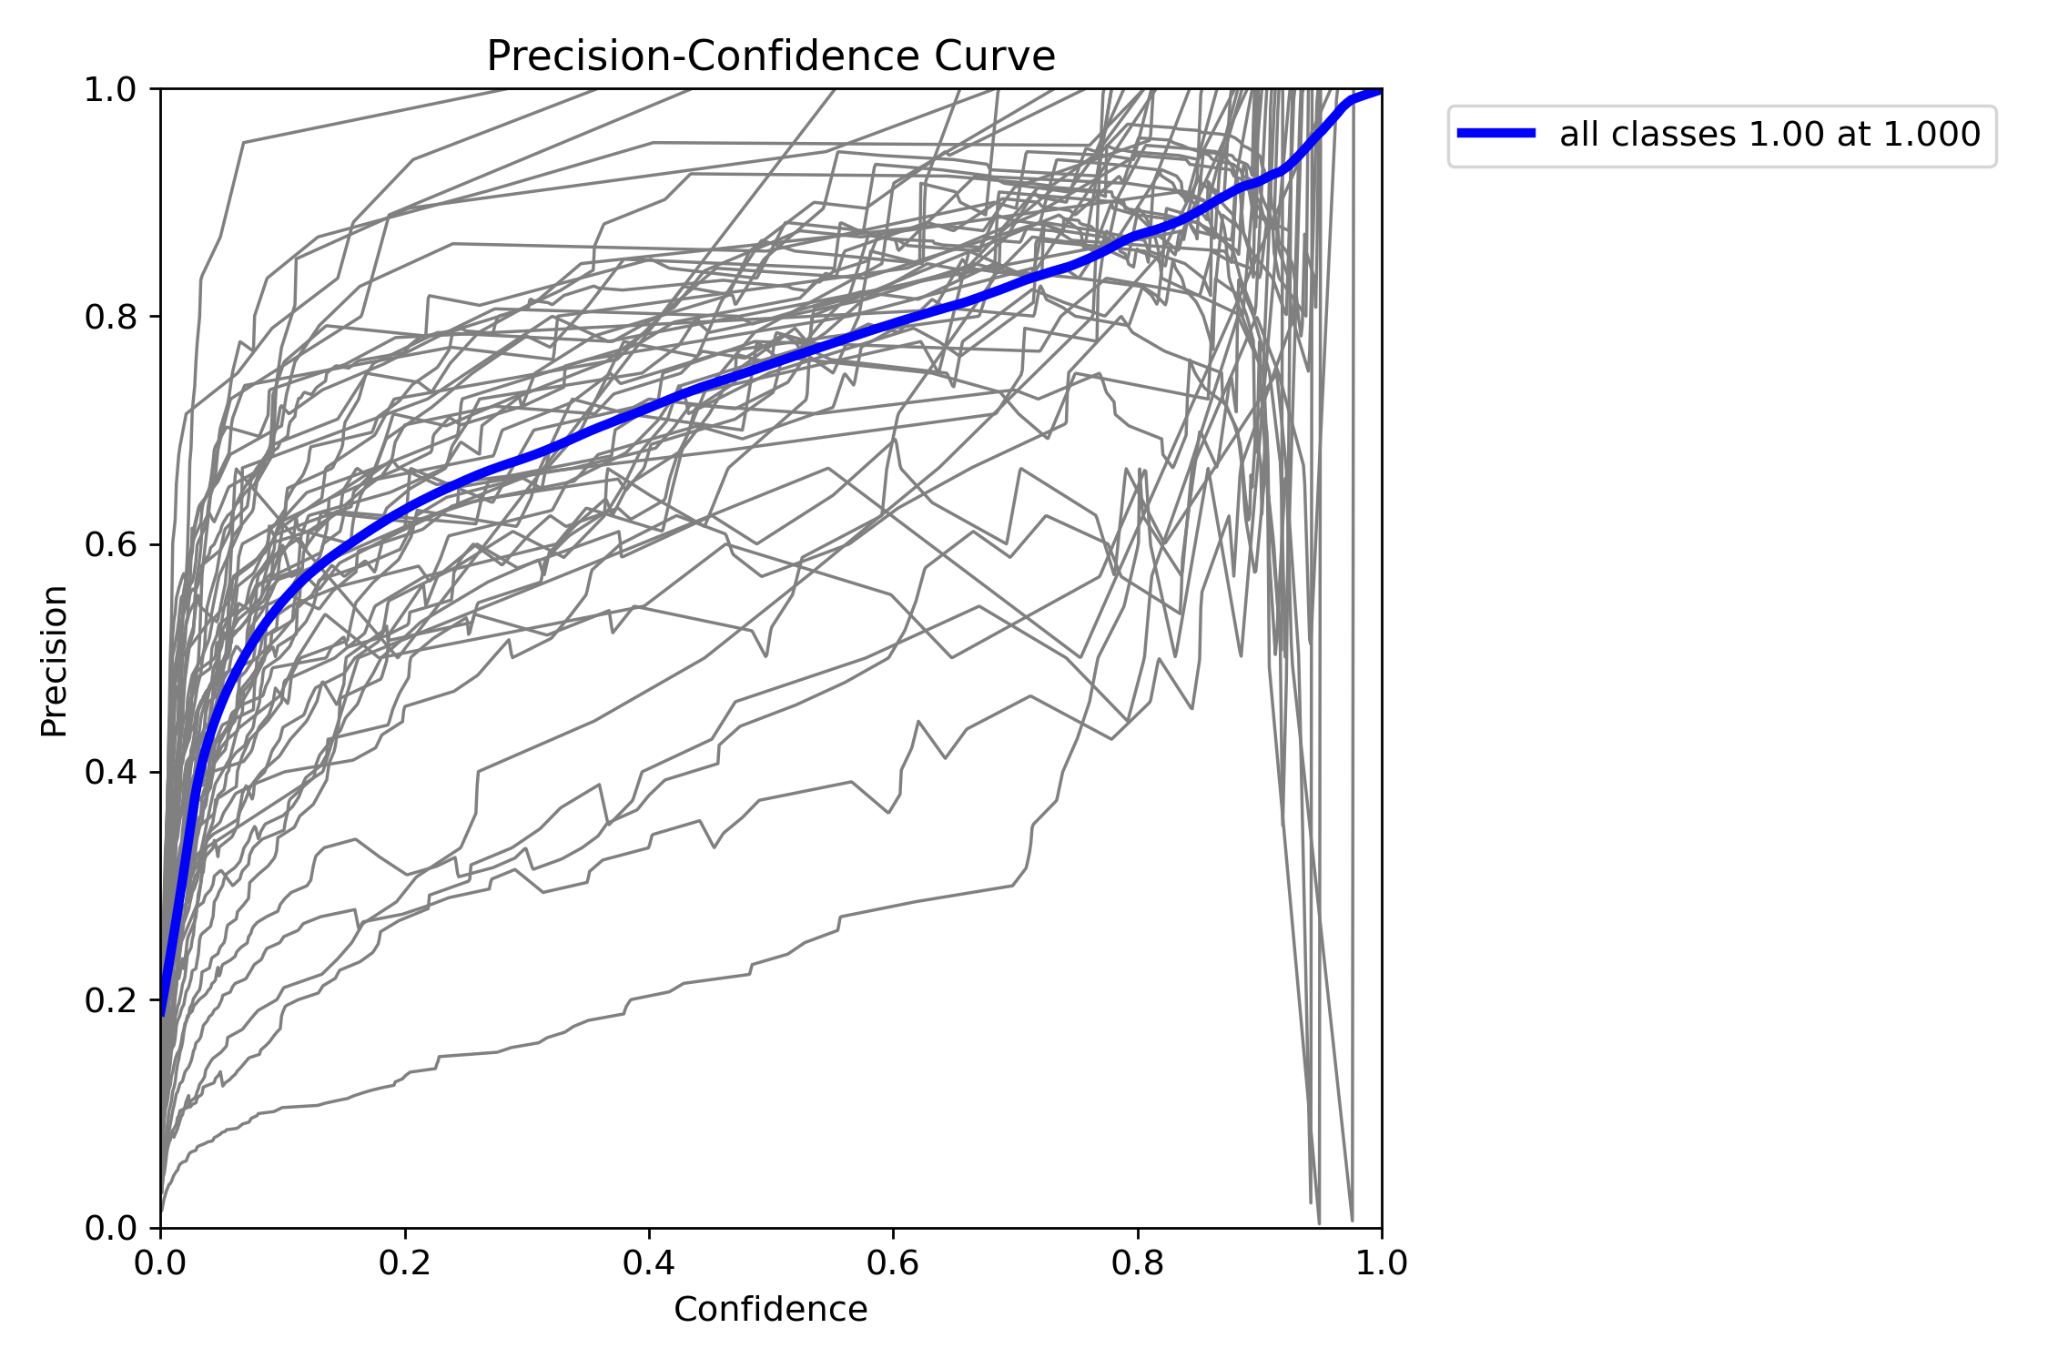 Precision-Confidence Curve
all classes 1.00 at 1.000
Precision
1.0
0.8
0.6
0.4
0.2
0.0
0.0 0.2 0.4 0.6 0.8 1.0
Confidence